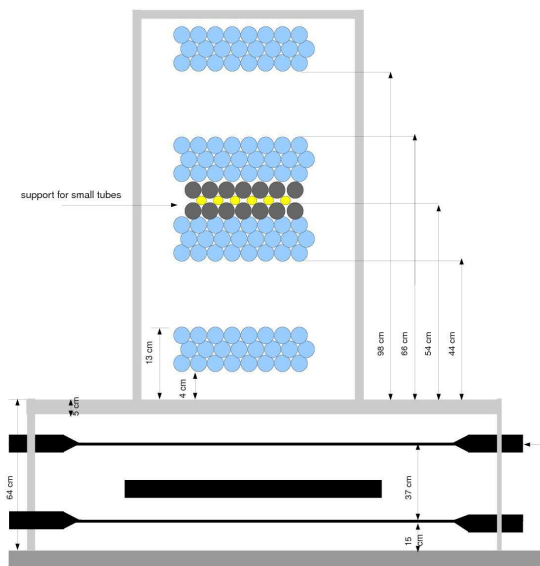 support for small tubes
98 cm
66 cm
54 cm
44 cm
13 cm
4 cm
5 cm
64 cm
37 cm
15
cm